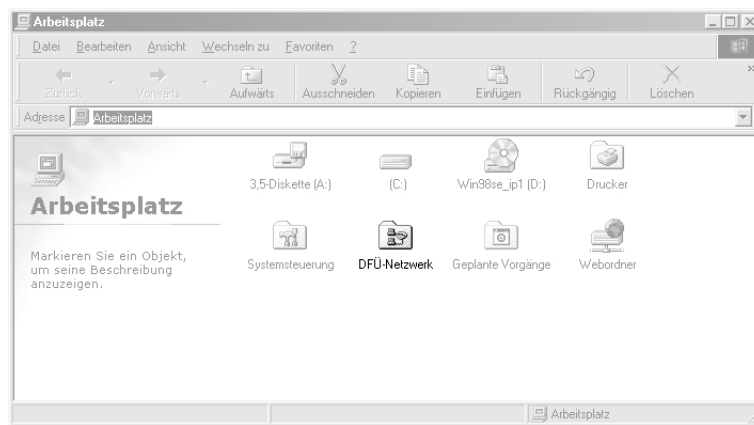 Arbeitsplatz
Datei Bearbeiten Ansicht Wechseln zu Favoriten ?
Zurück Vorwärts Aufwärts Ausschneiden Kopieren Einfügen Rückgängig Löschen »
Adresse Arbeitsplatz
3,5-Diskette (A:) (C:) Win98se_ip1 (D:) Drucker
Arbeitsplatz
Systemsteuerung DFÜ-Netzwerk Geplante Vorgänge Webordner
Markieren Sie ein Objekt,
um seine Beschreibung
anzuzeigen.
Arbeitsplatz